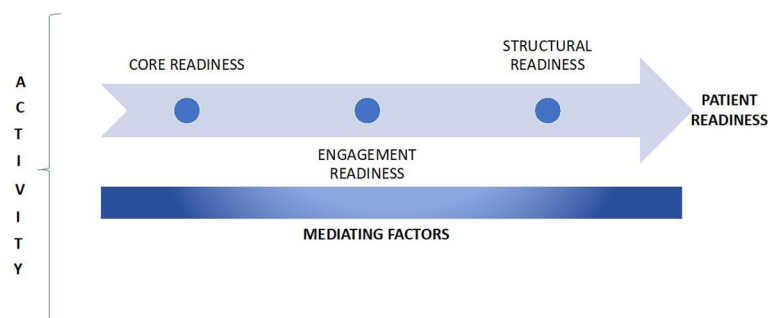 A
C
T
I
V
I
T
Y
CORE READINESS
STRUCTURAL
READINESS
PATIENT
READINESS
ENGAGEMENT
READINESS
MEDIATING FACTORS